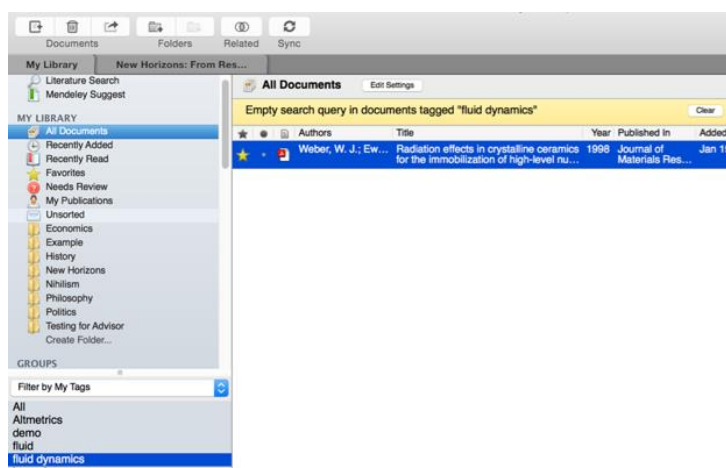 Documents
Folders
Related
Sync
My Library
New Horizons: From Res...
Literature Search
Mendeley Suggest
MY LIBRARY
All Documents
Recently Added
Recently Read
Favorites
Needs Review
My Publications
Unsorted
Economics
Example
History
New Horizons
Nihilism
Philosophy
Politics
Testing for Advisor
Create Folder...
GROUPS
Filter by My Tags
All
Altmetrics
demo
fluid
fluid dynamics
All Documents Edit Settings
Empty search query in documents tagged "fluid dynamics" Clear
Authors Title Year Published In Added
Weber, W. J.; Ew... Radiation effects in crystalline ceramics 1998 Journal of Jan 1
for the immobilization of high-level nu... Materials Res...